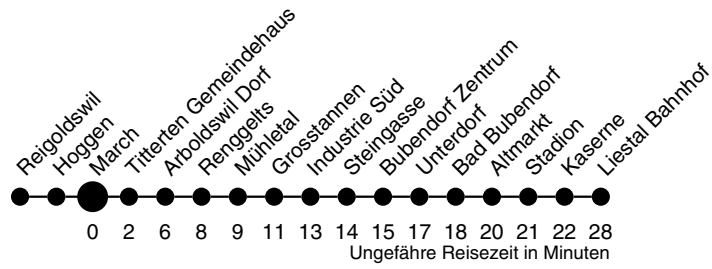 Reigoldswil
Hoggen
March
Titterten Gemeindehaus
Arboldswil Dorf
Renggelts
Mühletal
Grosstannen
Industrie Süd
Steingasse
Bubendorf Zentrum
Unterdorf
Bad Bubendorf
Altmarkt
Stadion
Kaserne
Liestal Bahnhof
0 2 6 8 9 11 13 14 15 17 18 20 21 22 28
Ungefähre Reisezeit in Minuten